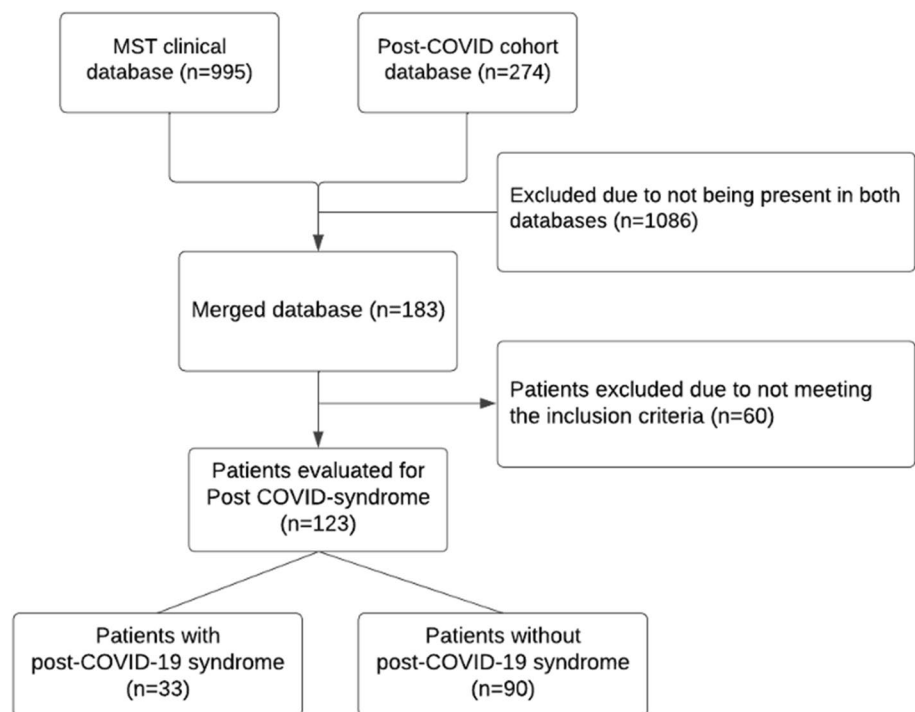 MST clinical
database (n=995)
Post-COVID cohort
database (n=274)
Excluded due to not being present in both
databases (n=1086)
Merged database (n=183)
Patients excluded due to not meeting
the inclusion criteria (n=60)
Patients evaluated for
Post COVID-syndrome
(n=123)
Patients with
post-COVID-19 syndrome
(n=33)
Patients without
post-COVID-19 syndrome
(n=90)